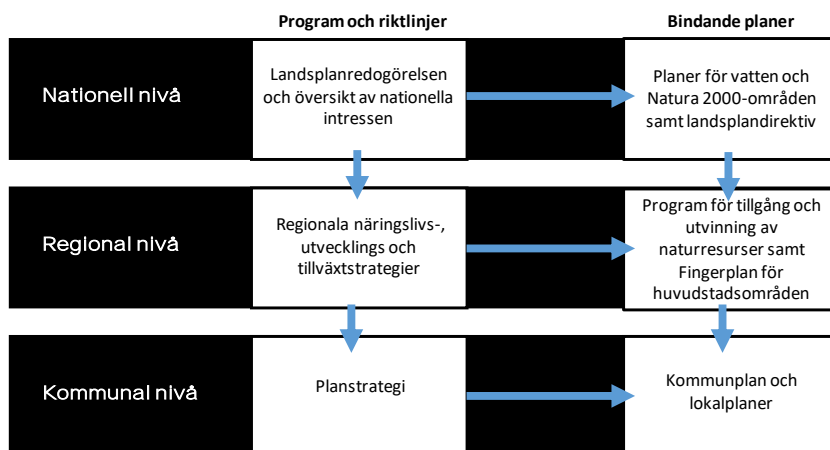 Program och riktlinjer
Bindande planer
Nationell nivå
Landsplanredogörelsen
och översikt av nationella
intressen
Planer för vatten och
Natura 2000-områden
samt landsplandirektiv
Regional nivå
Regionala näringslivs-,
utvecklings och
tillväxtstrategier
Program för tillgång och
utvinning av
naturresurser samt
Fingerplan för
huvudstadsområden
Kommunal nivå
Planstrategi
Kommunplan och
lokalplaner